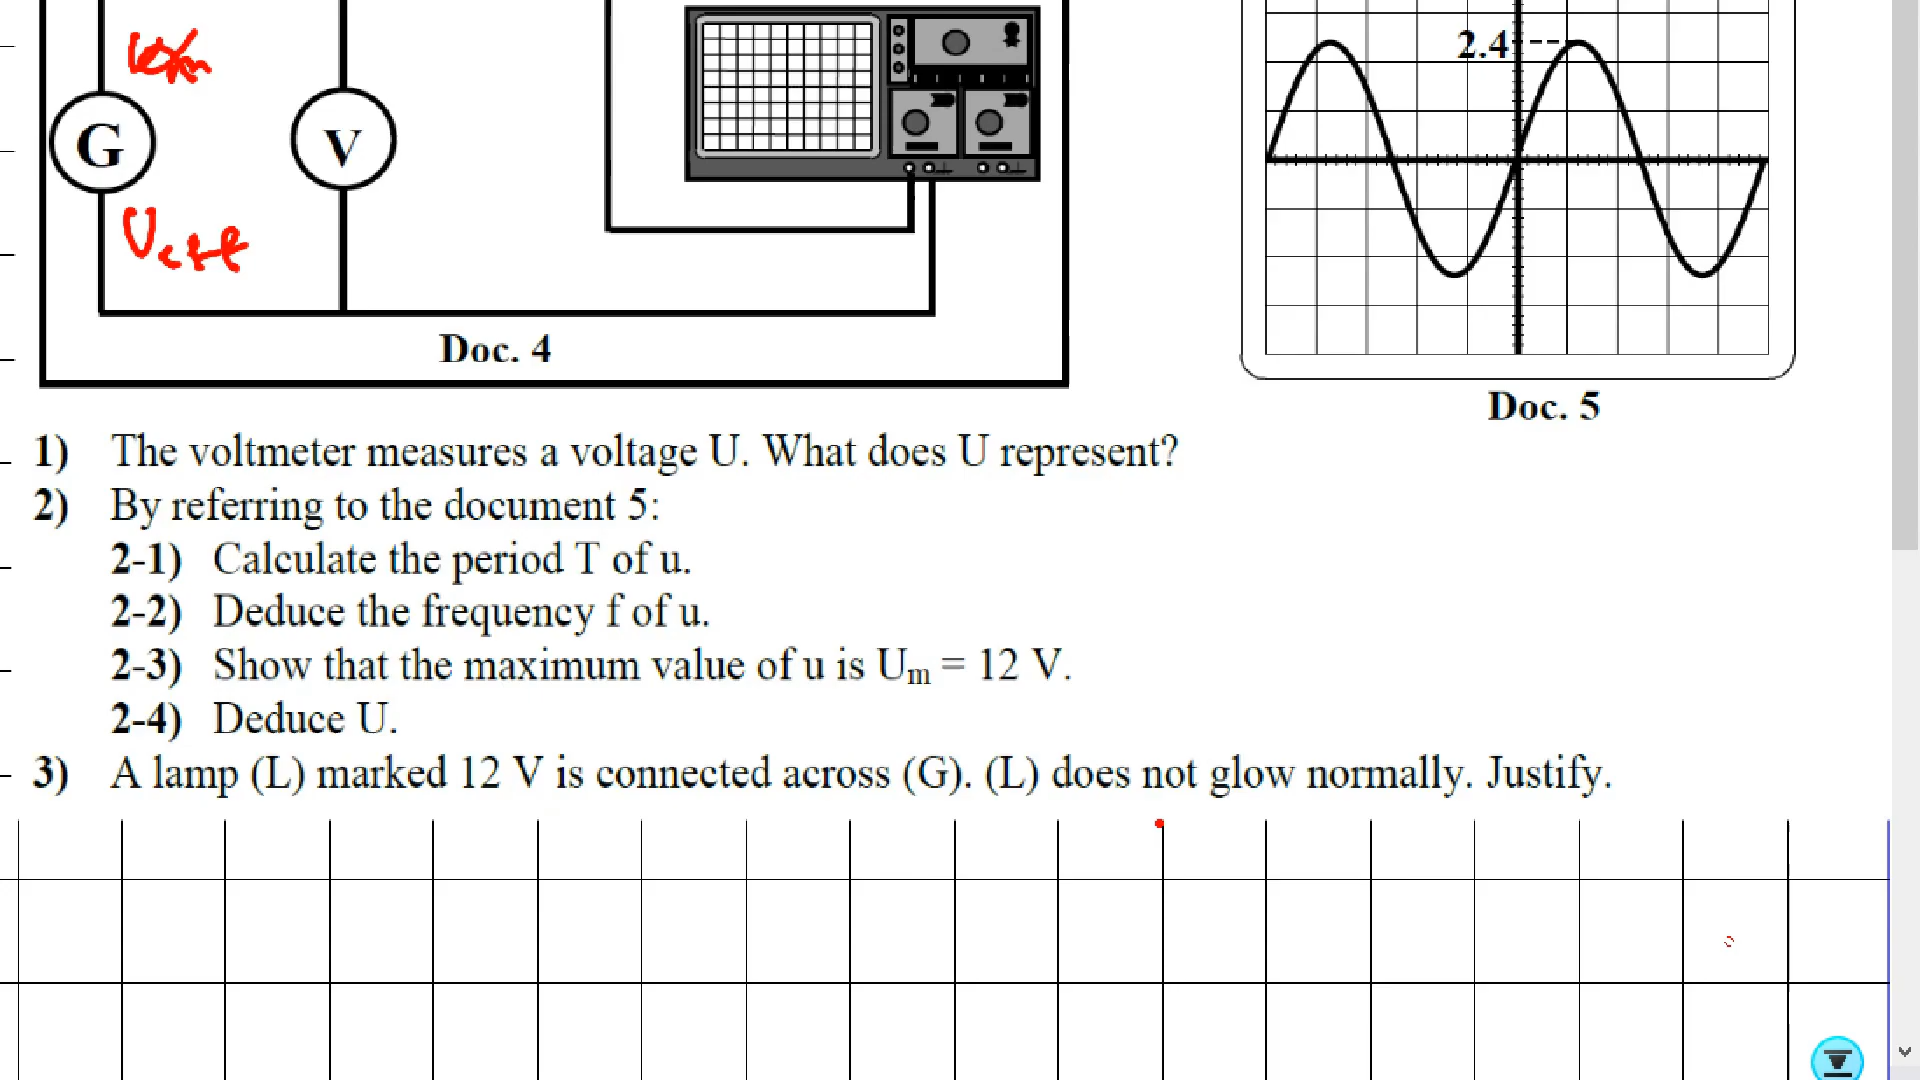 2.4
G
V
U eff
Doc. 4
Doc. 5
1) The voltmeter measures a voltage U. What does U represent?
2) By referring to the document 5:
2-1) Calculate the period T of u.
2-2) Deduce the frequency f of u.
2-3) Show that the maximum value of u is Um = 12 V.
2-4) Deduce U.
3) A lamp (L) marked 12 V is connected across (G). (L) does not glow normally. Justify.